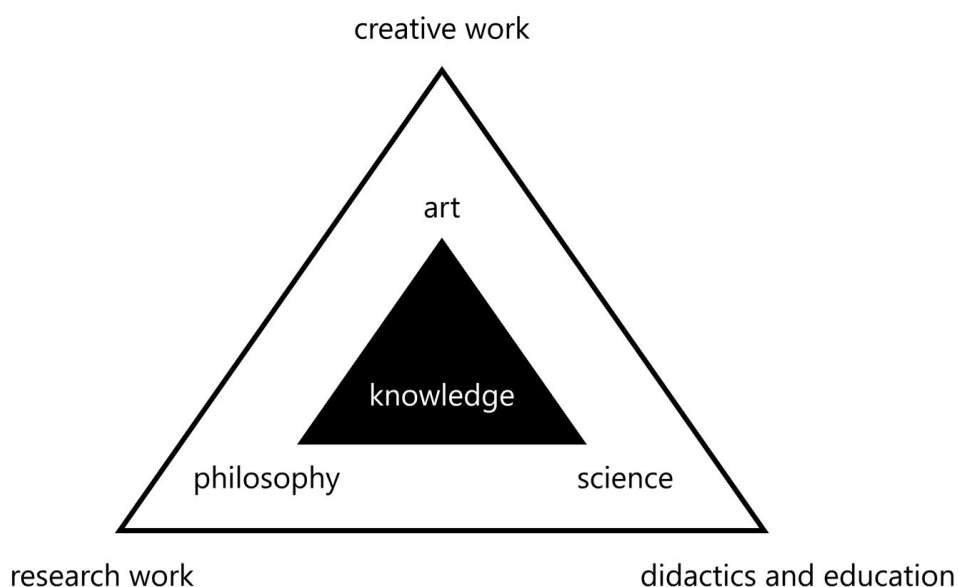 creative work
art
knowledge
philosophy
science
research work
didactics and education